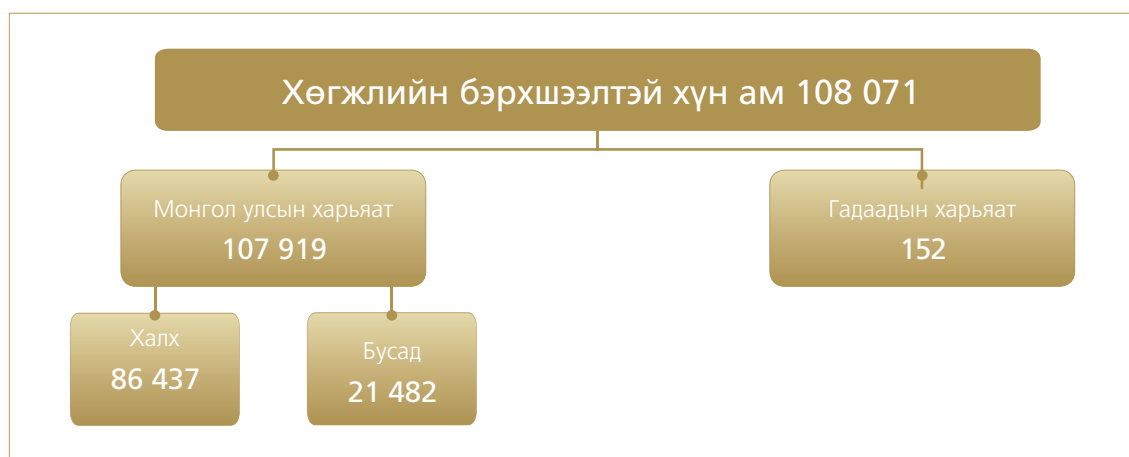 Хөгжлийн бэрхшээлтэй хүн ам 108 071
Монгол улсын харьяат
107 919
Гадаадын харьяат
152
Халх
86 437
Бусад
21 482